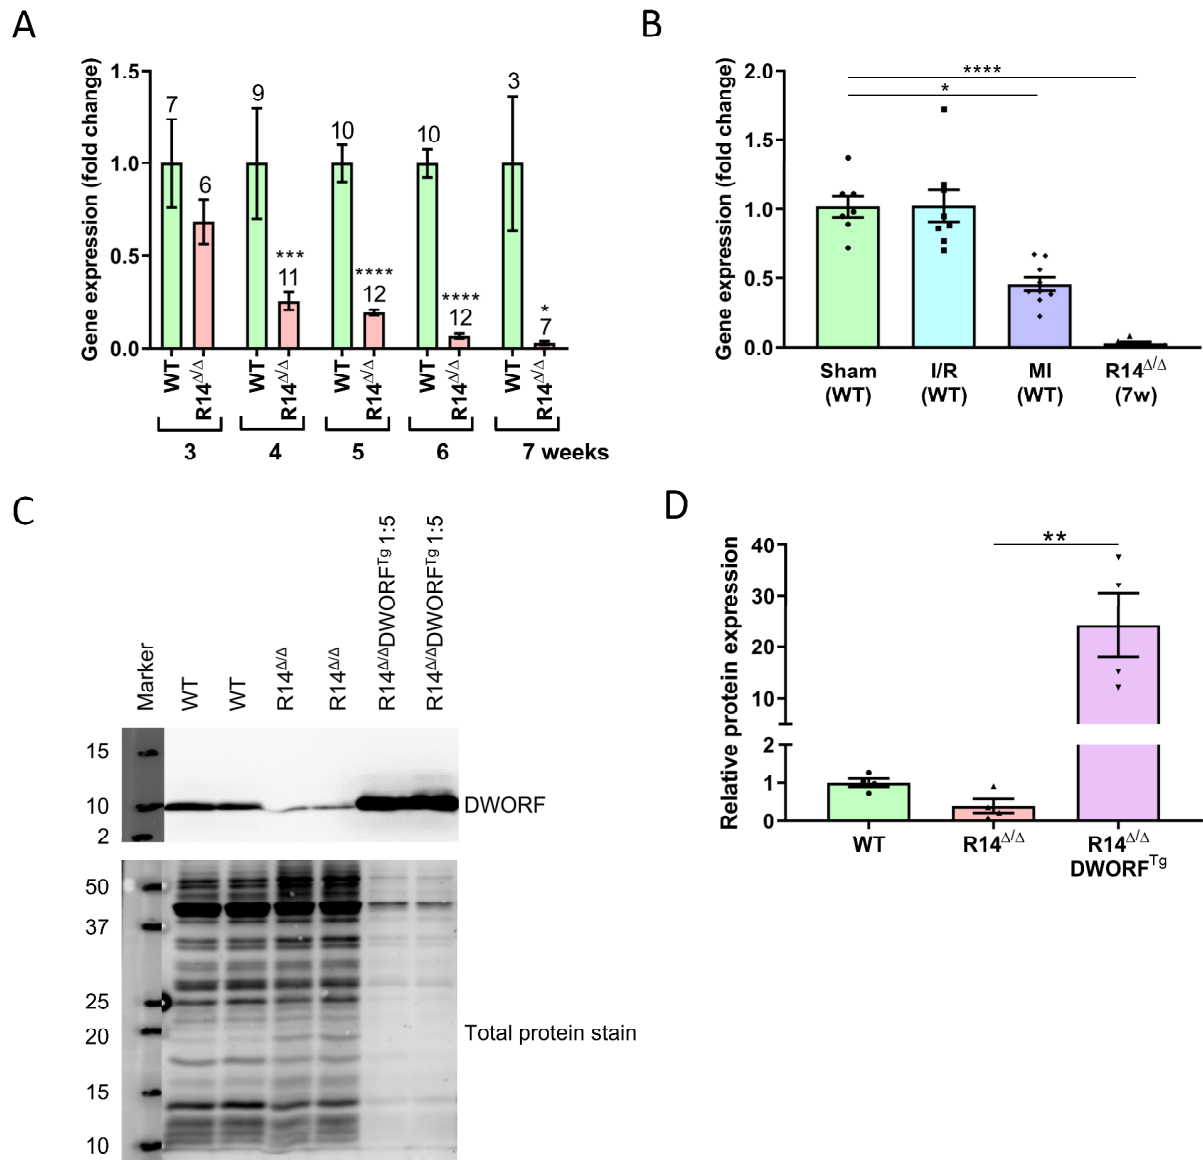 A
Gene expression (fold change)
1.5
1.0
0.5
0.0
7
6
9
***
11
10
****
12
10
****
12
3
*
7
WT
R14Δ/Δ
WT
R14Δ/Δ
WT
R14Δ/Δ
WT
R14Δ/Δ
WT
R14Δ/Δ
3
4
5
6
7 weeks
B
Gene expression (fold change)
2.0
1.5
1.0
0.5
0.0
****
*
Sham
(WT)
I/R
(WT)
MI
(WT)
R14Δ/Δ
(7w)
C
Marker
WT
WT
R14Δ/Δ
R14Δ/Δ
R14Δ/ΔDWORFTg 1:5
R14Δ/ΔDWORFTg 1:5
15
10
2
DWORF
50
37
25
20
15
10
Total protein stain
D
Relative protein expression
40
30
20
10
2
1
0
**
WT
R14Δ/Δ
R14Δ/Δ
DWORFTg